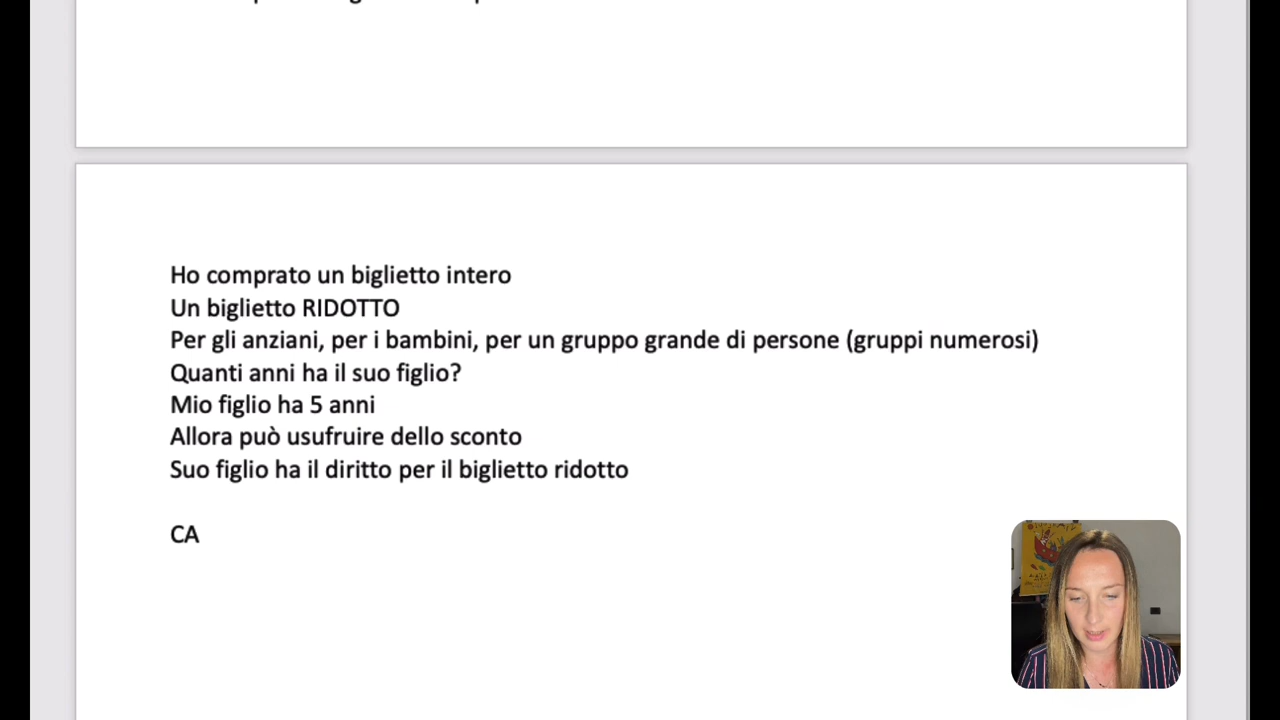 Ho comprato un biglietto intero
Un biglietto RIDOTTO
Per gli anziani, per i bambini, per un gruppo grande di persone (gruppi numerosi)
Quanti anni ha il suo figlio?
Mio figlio ha 5 anni
Allora può usufruire dello sconto
Suo figlio ha il diritto per il biglietto ridotto
CA